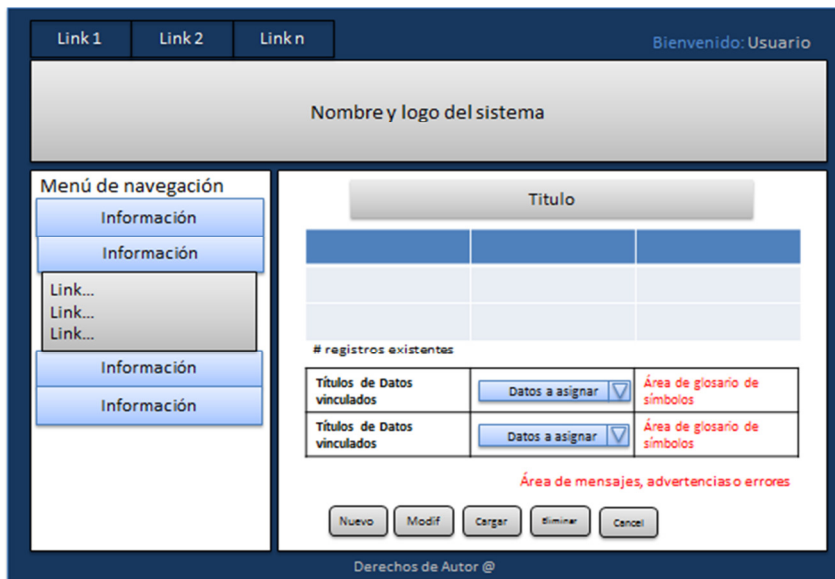 Link 1 Link 2 Link n
Bienvenido: Usuario
Nombre y logo del sistema
Menú de navegación
Información
Información
Link...
Link...
Link...
Información
Información
Titulo
# registros existentes
Títulos de Datos
vinculados
Datos a asignar
Área de glosario de
símbolos
Títulos de Datos
vinculados
Datos a asignar
Área de glosario de
símbolos
Área de mensajes, advertencias o errores
Nuevo Modif Cargar Eliminar Cancel
Derechos de Autor @